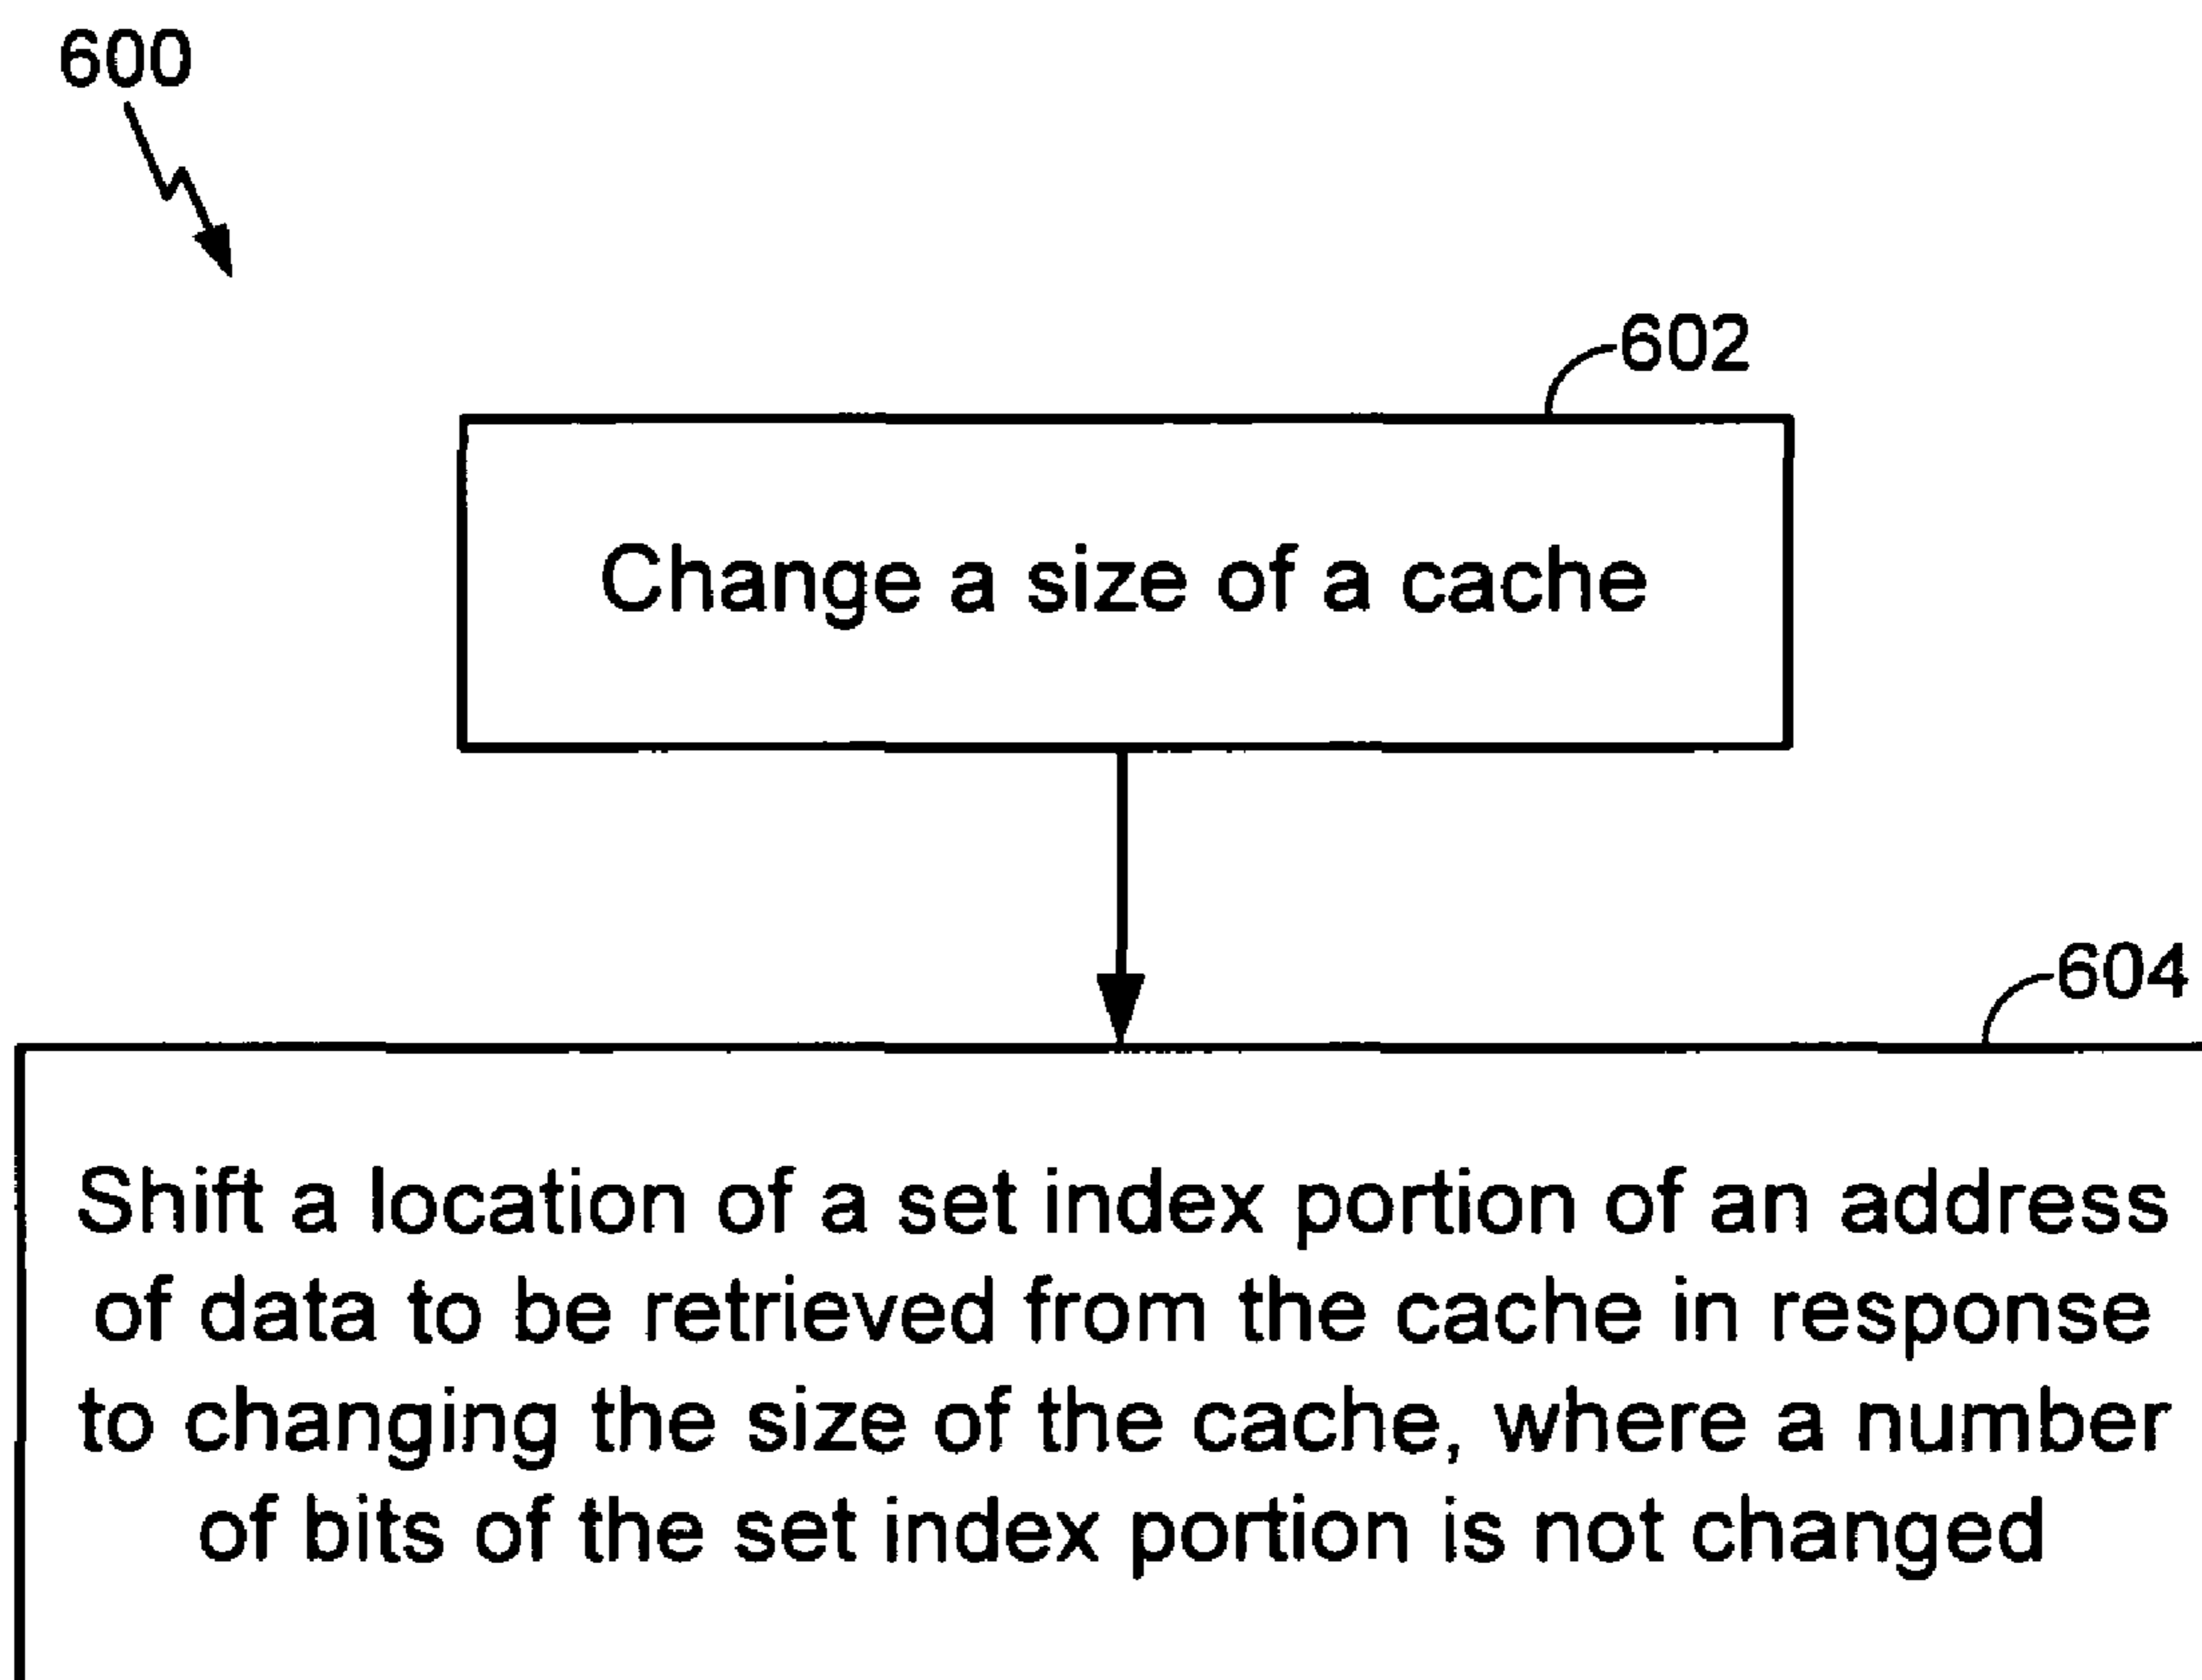 600
602
Change a size of a cache
604
Shift a location of a set index portion of an address
of data to be retrieved from the cache in response
to changing the size of the cache, where a number
of bits of the set index portion is not changed